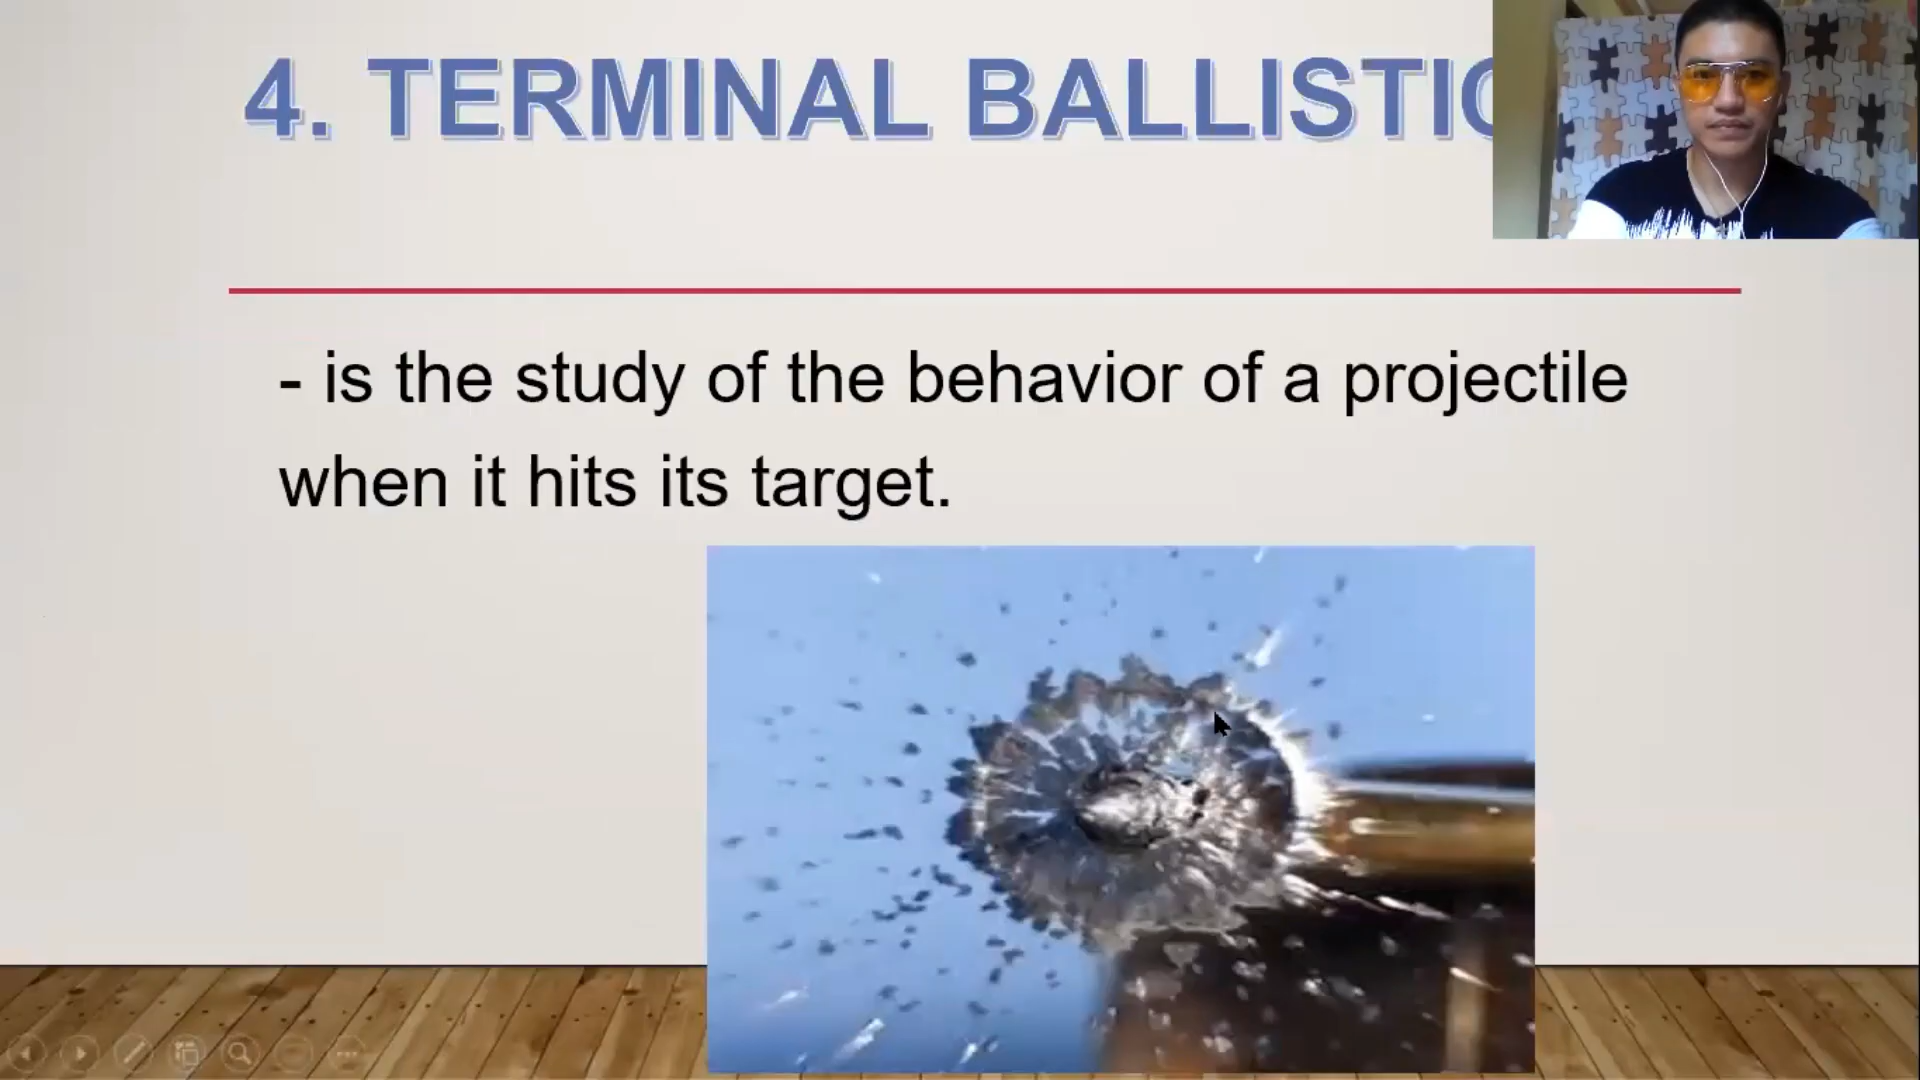 4. TERMINAL BALLISTIC
- is the study of the behavior of a projectile
when it hits its target.